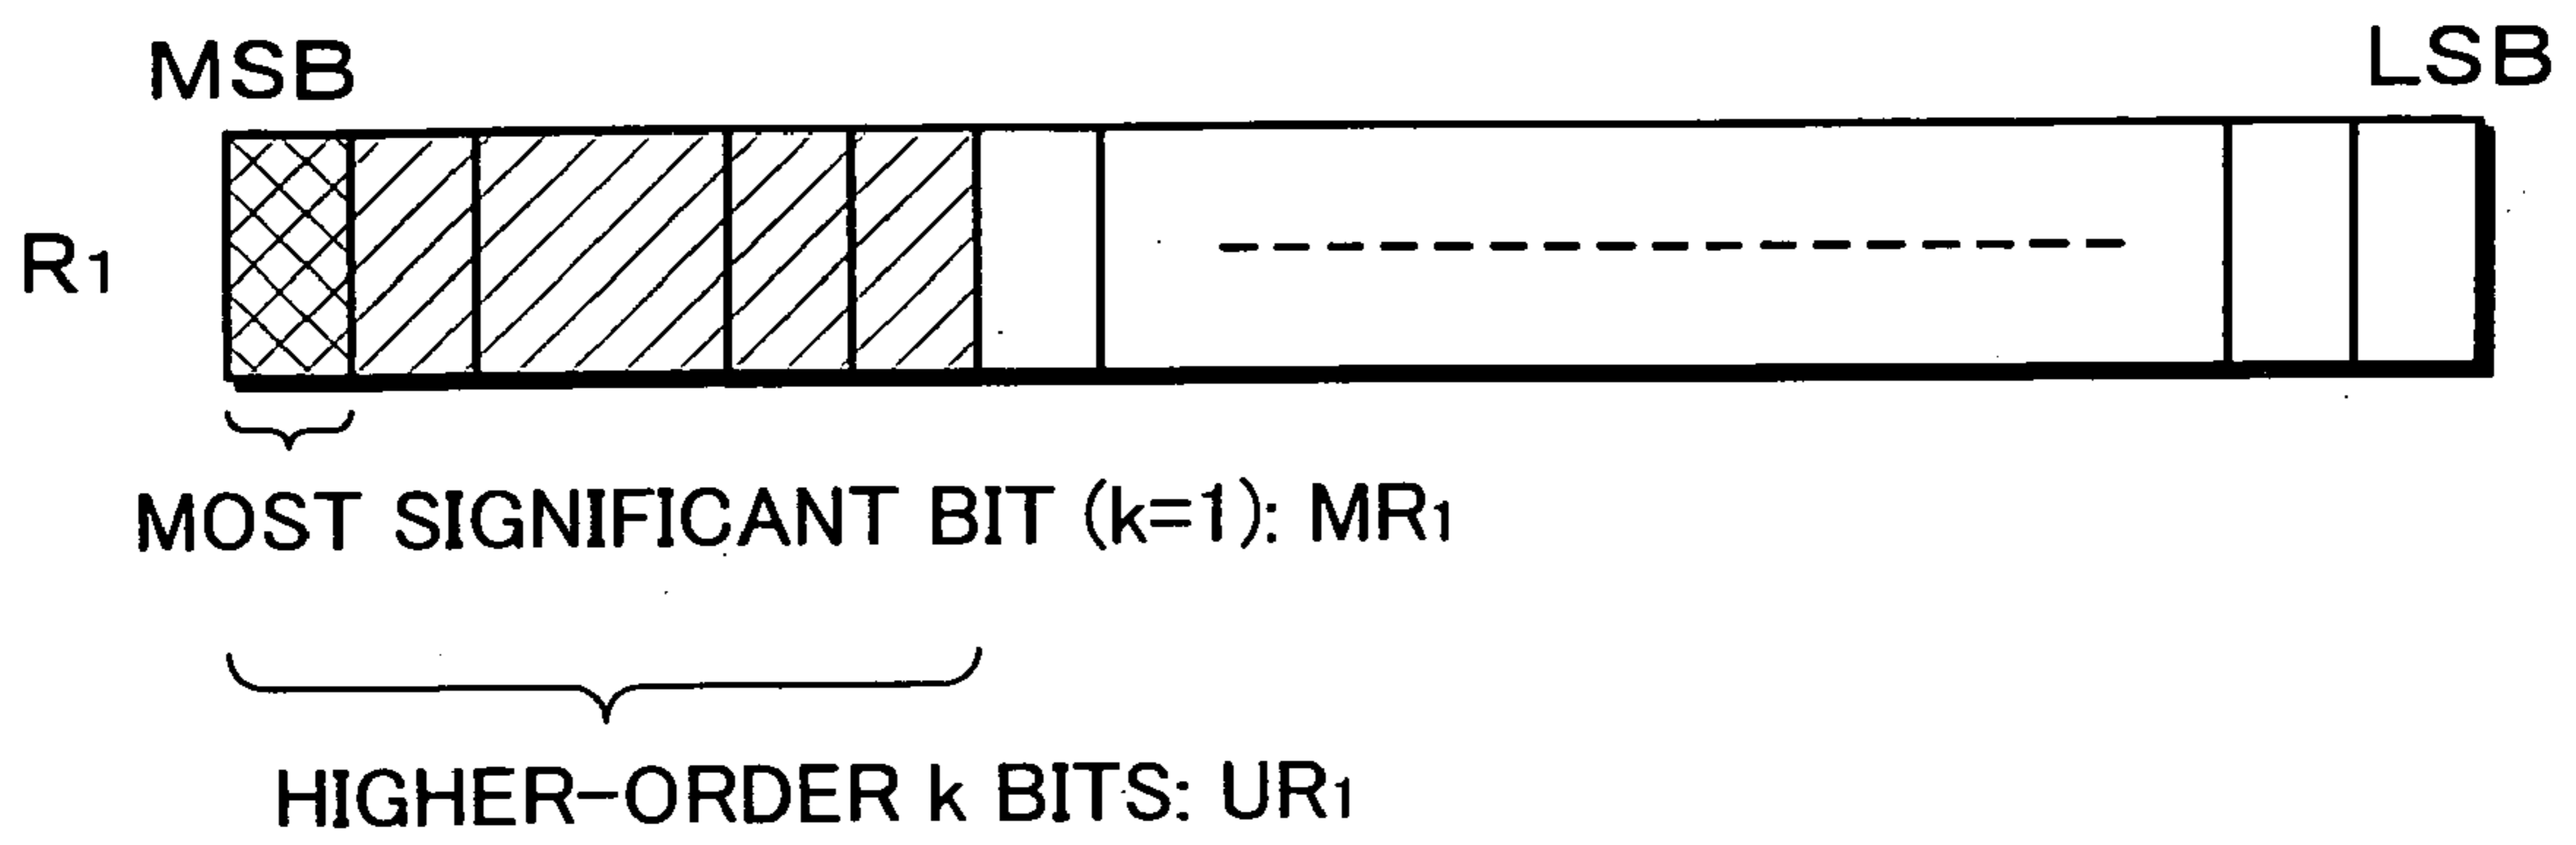 MSB LSB
R1
MOST SIGNIFICANT BIT (k=1): MR1
HIGHER-ORDER k BITS: UR1